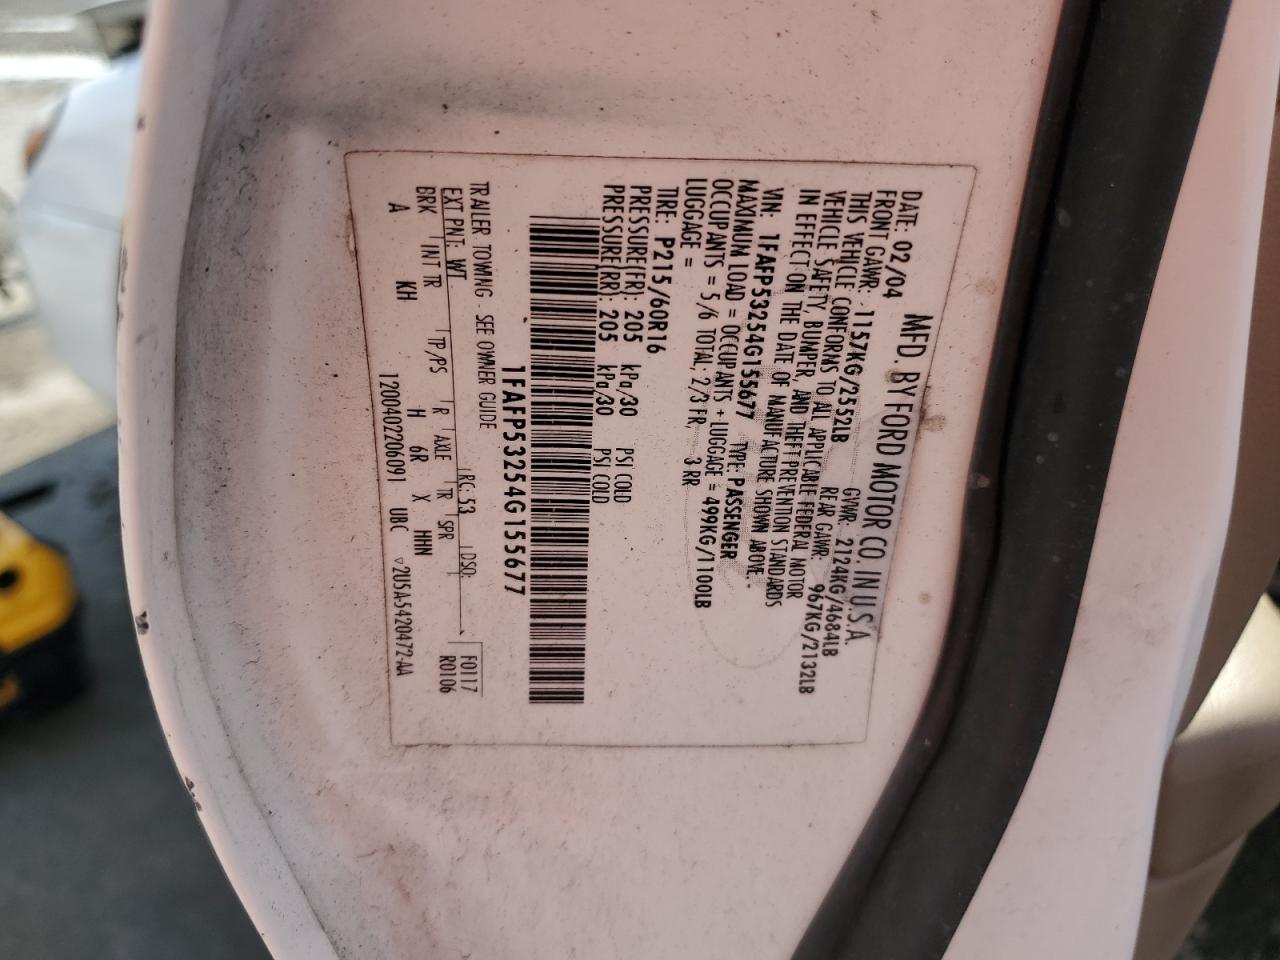 MFD. BY FORD MOTOR CO. IN U.S.A.
DATE: 02/04 GVWR: 2124KG/4684LB
FRONT GAWR: 1157KG/2552LB REAR GAWR: 967KG/2132LB
THIS VEHICLE CONFORMS TO ALL APPLICABLE FEDERAL MOTOR
VEHICLE SAFETY, BUMPER, AND THEFT PREVENTION STANDARDS
IN EFFECT ON THE DATE OF MANUFACTURE SHOWN ABOVE.
VIN: 1FAFP53254G155677 TYPE: PASSENGER
MAXIMUM LOAD = OCCUPANTS + LUGGAGE = 499KG/1100LB
OCCUPANTS = 5/6 TOTAL; 2/3 FR, 3 RR
LUGGAGE =
TIRE: P215/60R16
PRESSURE(FR): 205 kPa/30 PSI COLD
PRESSURE(RR): 205 kPa/30 PSI COLD
1FAFP53254G155677
TRAILER TOWING - SEE OWNER GUIDE
EXT PNT: WT RC: 53 DSO: F0117
BRK INT TR TP/PS R AXLE TR SPR R0106
A KH H 6R X HHN
120040220609​1 UBC ▽2U5A-5420472-AA